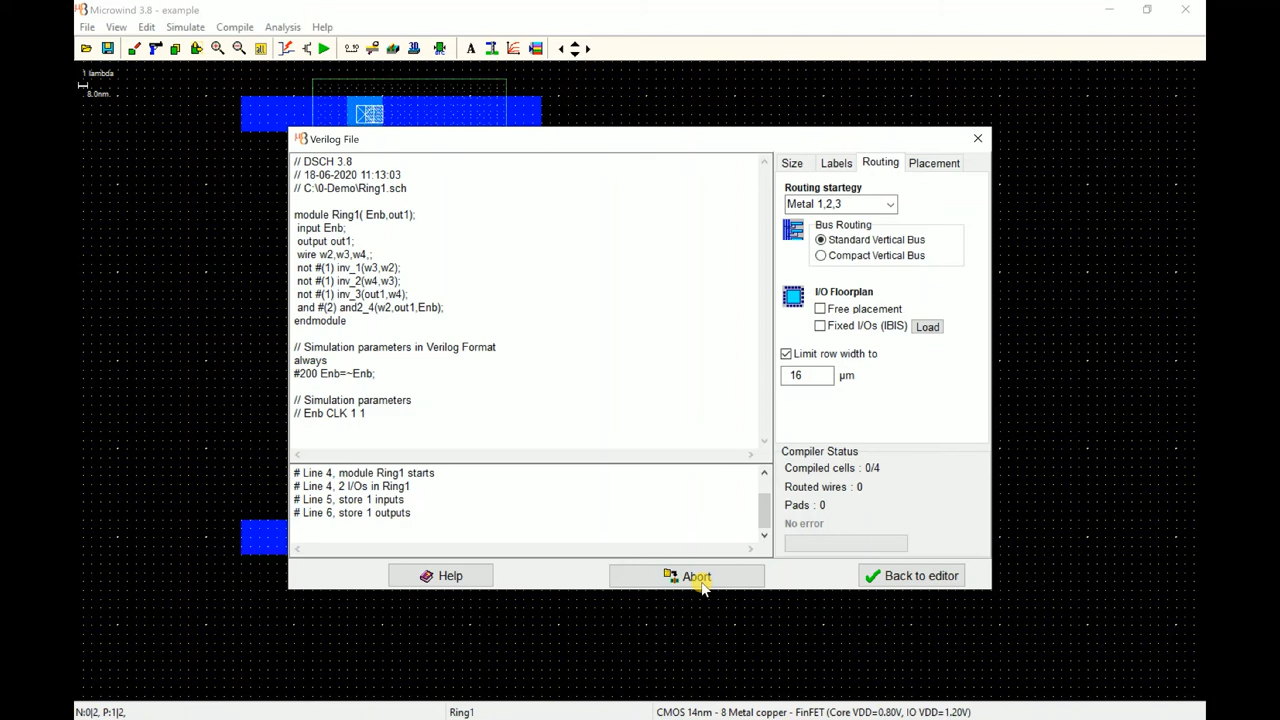 Microwind 3.8 - example
File View Edit Simulate Compile Analysis Help
1 lambda
8.0nm.
Verilog File
// DSCH 3.8
// 18-06-2020 11:13:03
// C:\0-Demo\Ring1.sch
module Ring1( Enb,out1);
input Enb;
output out1;
wire w2,w3,w4,;
not #(1) inv_1(w3,w2);
not #(1) inv_2(w4,w3);
not #(1) inv_3(out1,w4);
and #(2) and2_4(w2,out1,Enb);
endmodule
// Simulation parameters in Verilog Format
always
#200 Enb=~Enb;
// Simulation parameters
// Enb CLK 1 1
# Line 4, module Ring1 starts
# Line 4, 2 I/Os in Ring1
# Line 5, store 1 inputs
# Line 6, store 1 outputs
Size Labels Routing Placement
Routing startegy
Metal 1,2,3
Bus Routing
Standard Vertical Bus
Compact Vertical Bus
I/O Floorplan
Free placement
Fixed I/Os (IBIS) Load
Limit row width to
16 µm
Compiler Status
Compiled cells : 0/4
Routed wires : 0
Pads : 0
No error
Help Abort Back to editor
N:0|2, P:1|2, Ring1 CMOS 14nm - 8 Metal copper - FinFET (Core VDD=0.80V, IO VDD=1.20V)